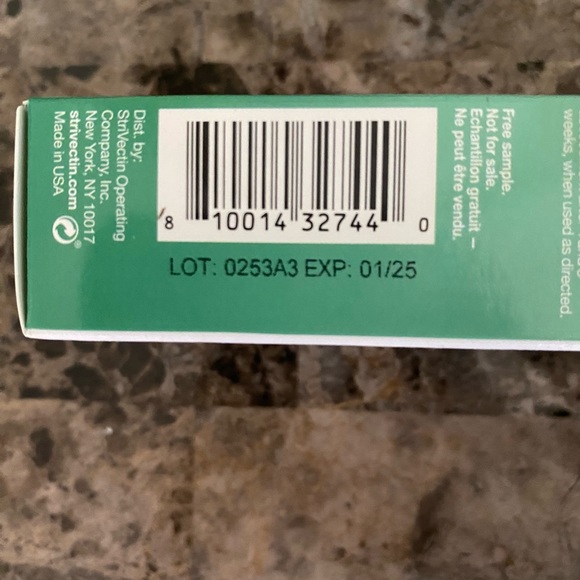 Dist. by:
StriVectin Operating
Company, Inc.
New York, NY 10017
strivectin.com
Made in USA
®
8 10014 32744 0
LOT: 0253A3 EXP: 01/25
Free sample.
Not for sale.
Echantillon gratuit –
Ne peut être vendu.
weeks, when used as directed.